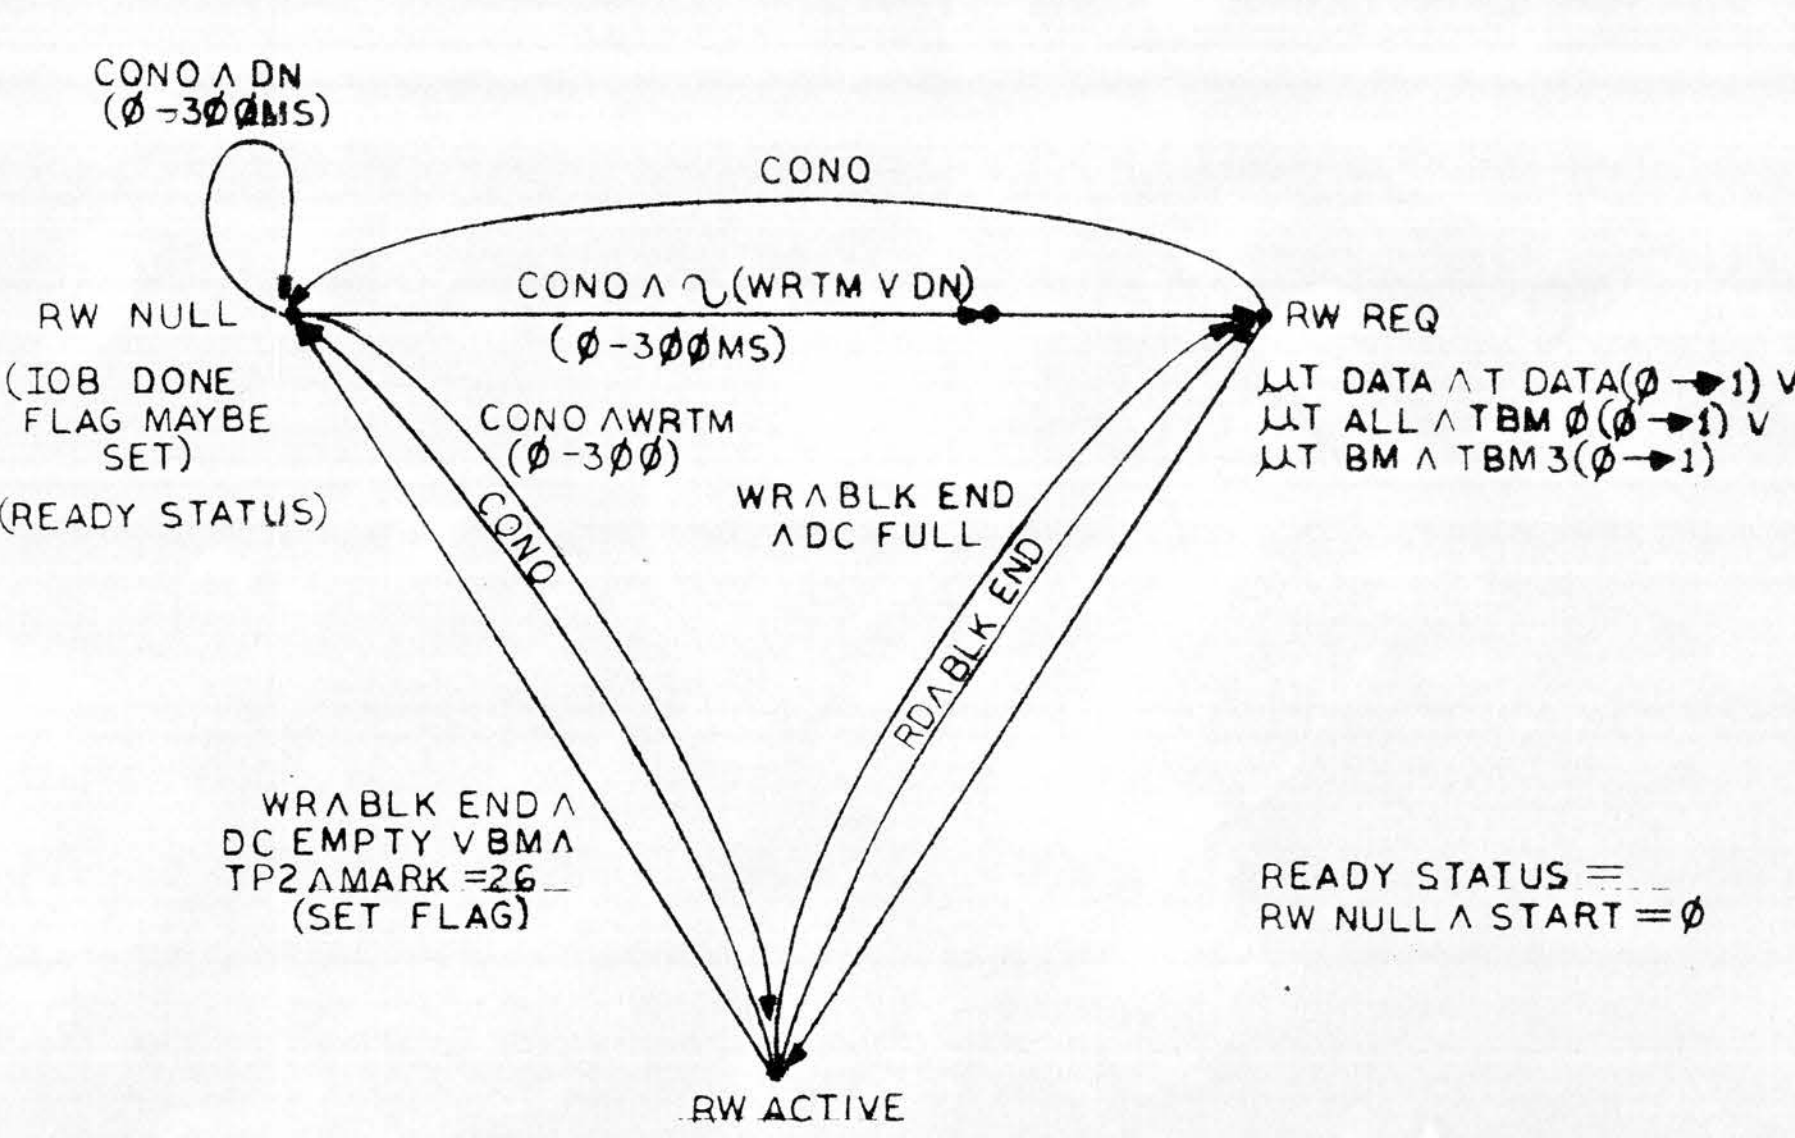 CONO ∧ DN
(Ø-3ØØMS)
CONO
CONO ∧ ~(WRTM V DN)
(Ø-3ØØMS)
RW NULL
(IOB DONE
FLAG MAYBE
SET)
(READY STATUS)
RW REQ
μT DATA ∧ T DATA(Ø→1) V
μT ALL ∧ TBM Ø(Ø→1) V
μT BM ∧ TBM 3(Ø→1)
CONO ∧ WRTM
(Ø-3ØØ)
CONO
WR ∧ BLK END
∧ DC FULL
RD ∧ BLK END
WR ∧ BLK END ∧
DC EMPTY V BM ∧
TP2 ∧ MARK =26
(SET FLAG)
READY STATUS =
RW NULL ∧ START = Ø
RW ACTIVE